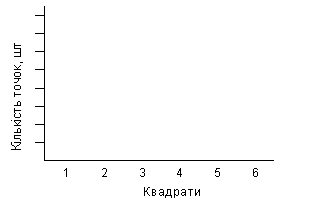 Кількість точок, шт
1 2 3 4 5 6
Квадрати